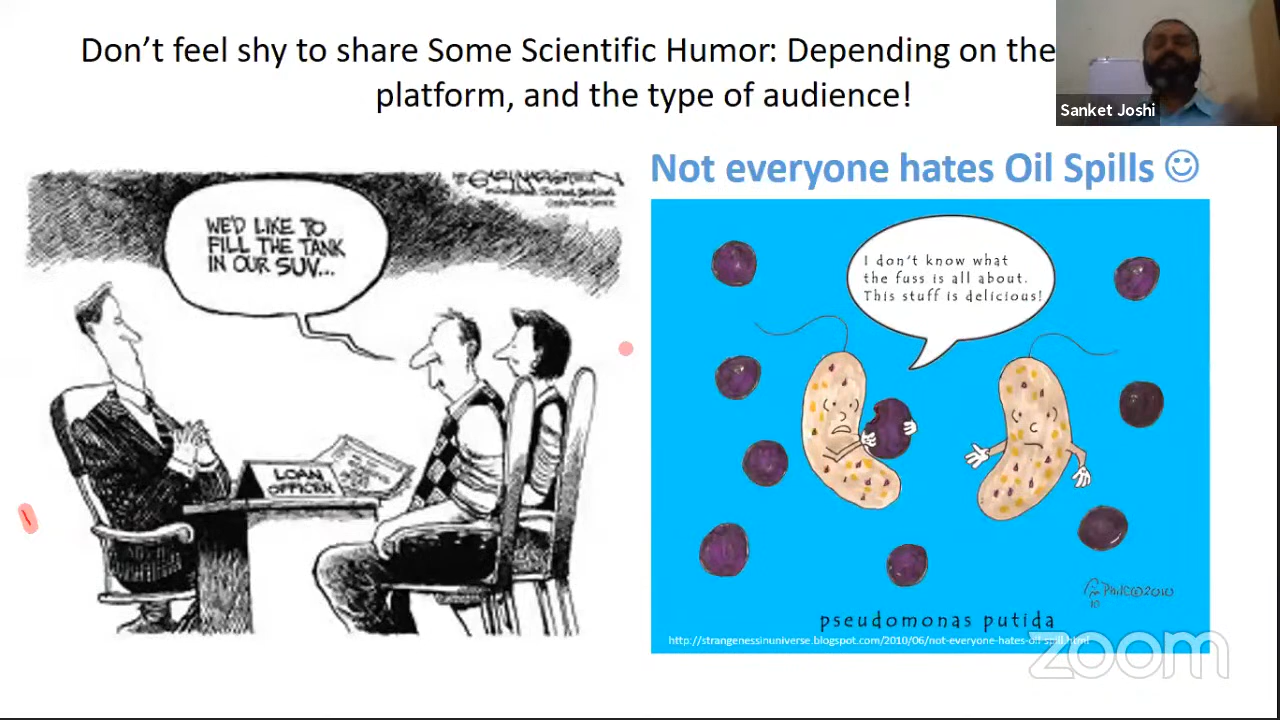 Don't feel shy to share Some Scientific Humor: Depending on the
platform, and the type of audience!
Sanket Joshi
WE'D LIKE TO
FILL THE TANK
IN OUR SUV...
LOAN
OFFICER
Not everyone hates Oil Spills ☺
I don't know what
the fuss is all about.
This stuff is delicious!
Phil©2010
10
pseudomonas putida
http://strangenessinuniverse.blogspot.com/2010/06/not-everyone-hates-oil-spill.html
zoom